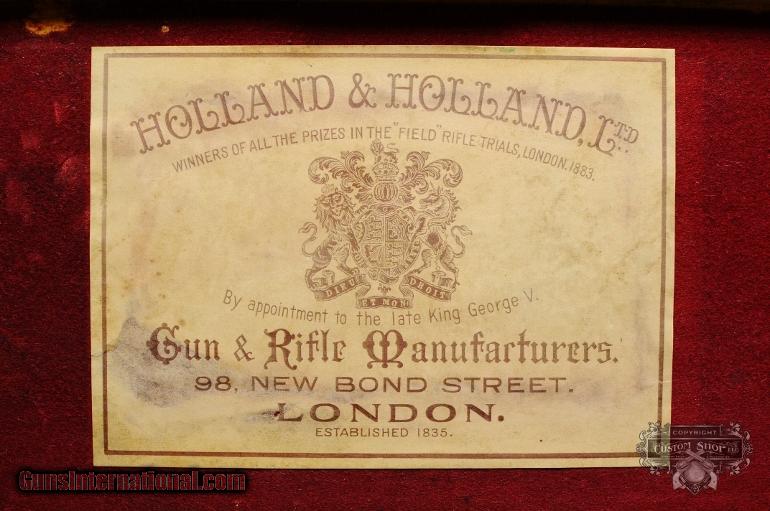 HOLLAND & HOLLAND, LTD.
WINNERS OF ALL THE PRIZES IN THE "FIELD" RIFLE TRIALS, LONDON. 1883.
DIEU ET MON DROIT
By appointment to the late King George V.
Gun & Rifle Manufacturers.
98, NEW BOND STREET.
LONDON.
ESTABLISHED 1835.
COPYRIGHT
CUSTOM SHOP
GunsInternational.com